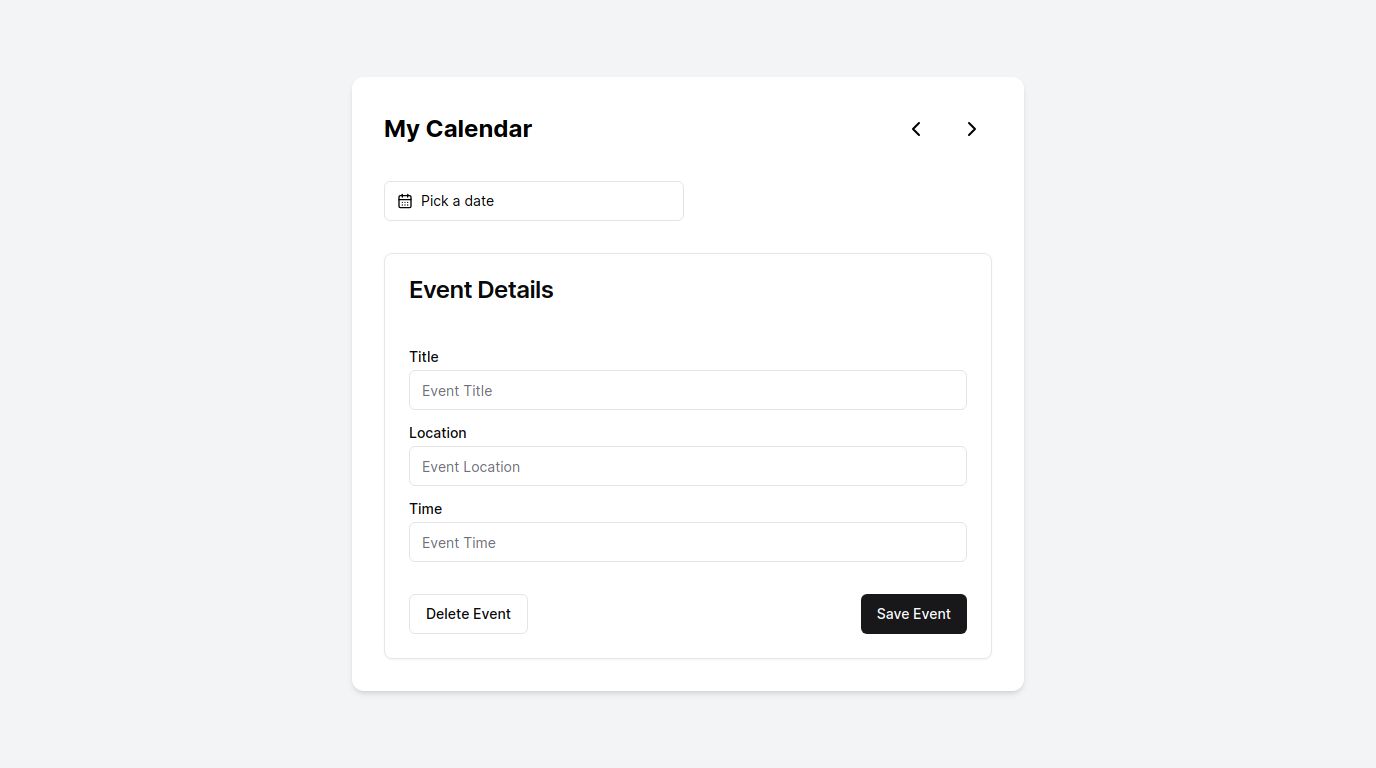 My Calendar
Pick a date
Event Details
Title
Event Title
Location
Event Location
Time
Event Time
Delete Event
Save Event